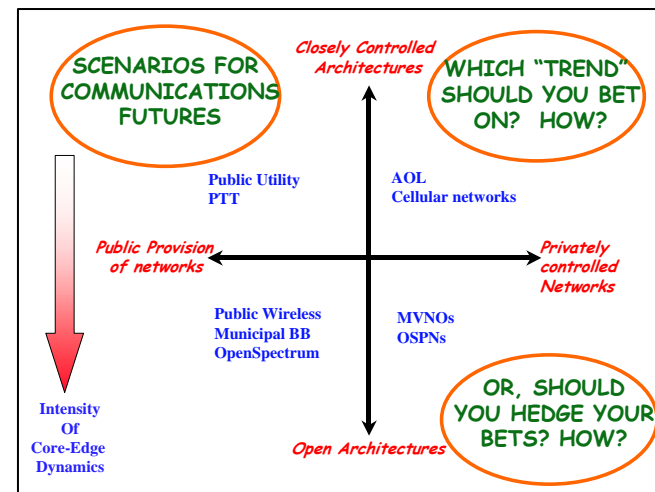 SCENARIOS FOR
COMMUNICATIONS
FUTURES
Closely Controlled
Architectures
WHICH “TREND”
SHOULD YOU BET
ON? HOW?
Public Utility
PTT
AOL
Cellular networks
Public Provision
of networks
Privately
controlled
Networks
Public Wireless
Municipal BB
OpenSpectrum
MVNOs
OSPNs
Intensity
Of
Core-Edge
Dynamics
Open Architectures
OR, SHOULD
YOU HEDGE YOUR
BETS? HOW?